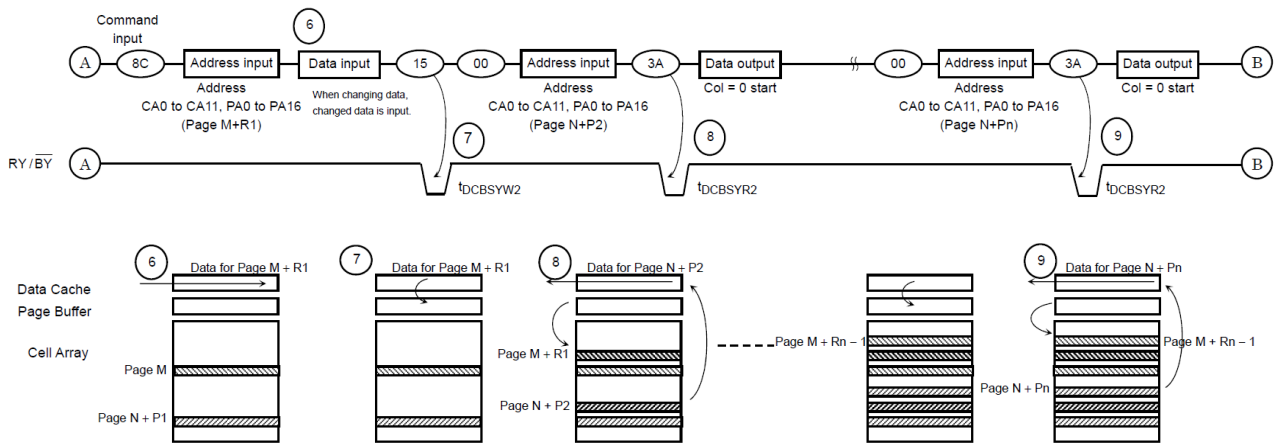 6
Command
input
A 8C Address input Data input 15 00 Address input 3A Data output 00 Address input 3A Data output B
Address
CA0 to CA11, PA0 to PA16
(Page M+R1)
When changing data,
changed data is input.
Address
CA0 to CA11, PA0 to PA16
(Page N+P2)
Col = 0 start
Address
CA0 to CA11, PA0 to PA16
(Page N+Pn)
Col = 0 start
7
8
9
RY / BY A B
tDCBSYW2
tDCBSYR2
tDCBSYR2
6 Data for Page M + R1
7 Data for Page M + R1
8 Data for Page N + P2
9 Data for Page N + Pn
Data Cache
Page Buffer
Cell Array
Page M
Page N + P1
Page M + R1
Page N + P2
Page M + Rn − 1
Page N + Pn
Page M + Rn − 1